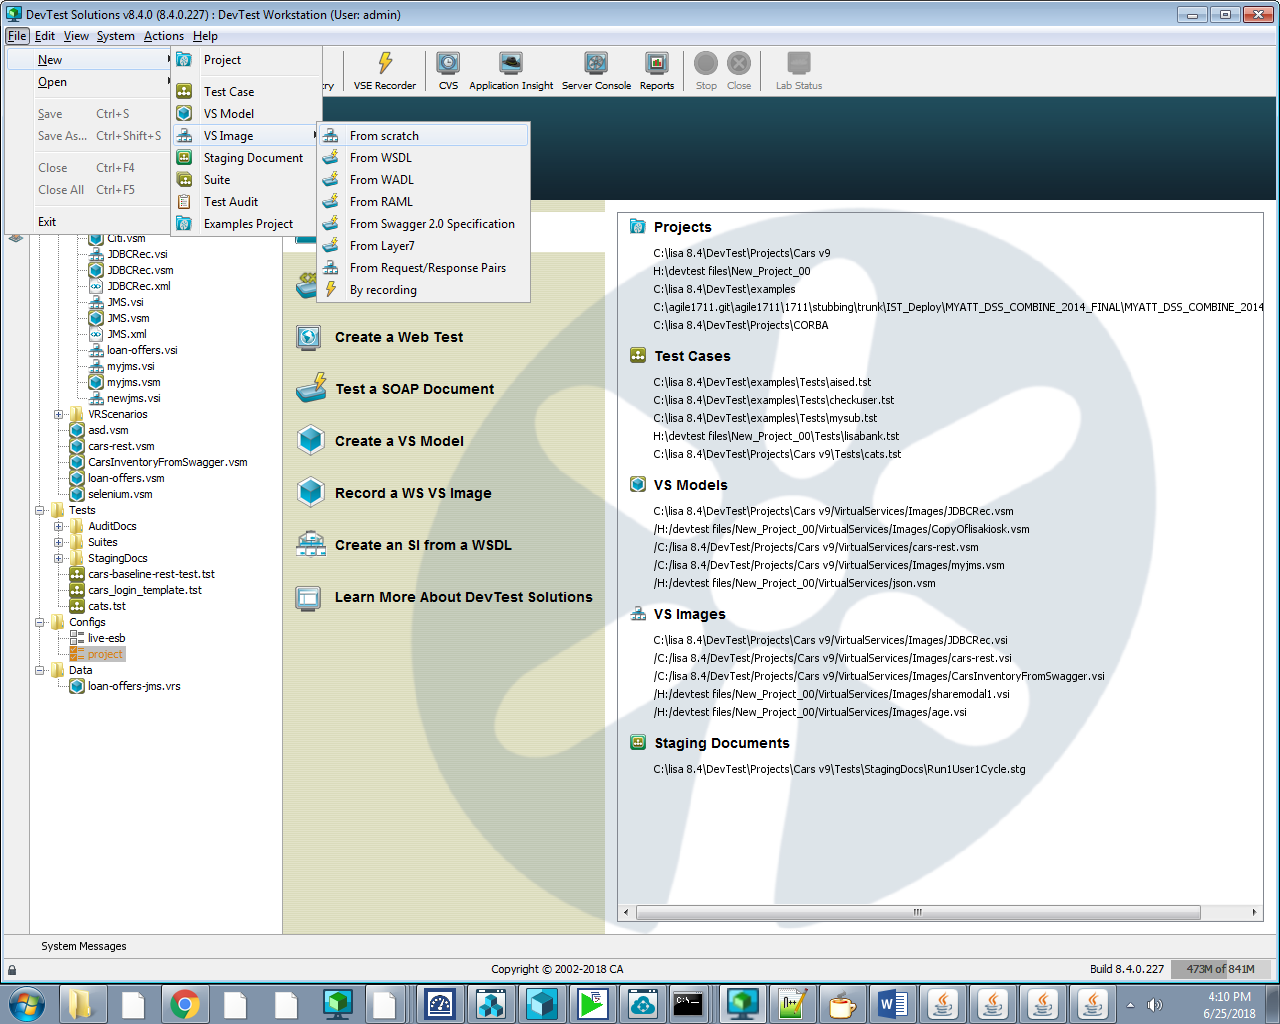 DevTest Solutions v8.4.0 (8.4.0.227) : DevTest Workstation (User: admin)
File Edit View System Actions Help
New
Open
Save Ctrl+S
Save As... Ctrl+Shift+S
Close Ctrl+F4
Close All Ctrl+F5
Exit
Project
Test Case
VS Model
VS Image
Staging Document
Suite
Test Audit
Examples Project
From scratch
From WSDL
From WADL
From RAML
From Swagger 2.0 Specification
From Layer7
From Request/Response Pairs
By recording
VSE Recorder CVS Application Insight Server Console Reports Stop Close Lab Status
Citi.vsm
JDBCRec.vsi
JDBCRec.vsm
JDBCRec.xml
JMS.vsi
JMS.vsm
JMS.xml
loan-offers.vsi
myjms.vsi
myjms.vsm
newjms.vsi
VRScenarios
asd.vsm
cars-rest.vsm
CarsInventoryFromSwagger.vsm
loan-offers.vsm
selenium.vsm
Tests
AuditDocs
Suites
StagingDocs
cars-baseline-rest-test.tst
cars_login_template.tst
cats.tst
Configs
live-esb
project
Data
loan-offers-jms.vrs
Create a Web Test
Test a SOAP Document
Create a VS Model
Record a WS VS Image
Create an SI from a WSDL
Learn More About DevTest Solutions
Projects
C:\lisa 8.4\DevTest\Projects\Cars v9
H:\devtest files\New_Project_00
C:\lisa 8.4\DevTest\examples
C:\agile1711.git\agile1711\1711\stubbing\trunk\IST_Deploy\MYATT_DSS_COMBINE_2014_FINAL\MYATT_DSS_COMBINE_2014
C:\lisa 8.4\DevTest\Projects\CORBA
Test Cases
C:\lisa 8.4\DevTest\examples\Tests\aised.tst
C:\lisa 8.4\DevTest\examples\Tests\checkuser.tst
C:\lisa 8.4\DevTest\examples\Tests\mysub.tst
H:\devtest files\New_Project_00\Tests\lisabank.tst
C:\lisa 8.4\DevTest\Projects\Cars v9\Tests\cats.tst
VS Models
C:\lisa 8.4\DevTest\Projects\Cars v9/VirtualServices/Images/JDBCRec.vsm
/H:/devtest files/New_Project_00/VirtualServices/Images/CopyOflisakiosk.vsm
/C:/lisa 8.4/DevTest/Projects/Cars v9/VirtualServices/cars-rest.vsm
/C:/lisa 8.4/DevTest/Projects/Cars v9/VirtualServices/Images/myjms.vsm
/H:/devtest files/New_Project_00/VirtualServices/json.vsm
VS Images
C:\lisa 8.4\DevTest\Projects\Cars v9/VirtualServices/Images/JDBCRec.vsi
/C:/lisa 8.4/DevTest/Projects/Cars v9/VirtualServices/Images/cars-rest.vsi
/C:/lisa 8.4/DevTest/Projects/Cars v9/VirtualServices/Images/CarsInventoryFromSwagger.vsi
/H:/devtest files/New_Project_00/VirtualServices/Images/sharemodal1.vsi
/H:/devtest files/New_Project_00/VirtualServices/Images/age.vsi
Staging Documents
C:\lisa 8.4\DevTest\Projects\Cars v9\Tests\StagingDocs\Run1User1Cycle.stg
System Messages
Copyright © 2002-2018 CA
Build 8.4.0.227 473M of 841M
4:10 PM
6/25/2018